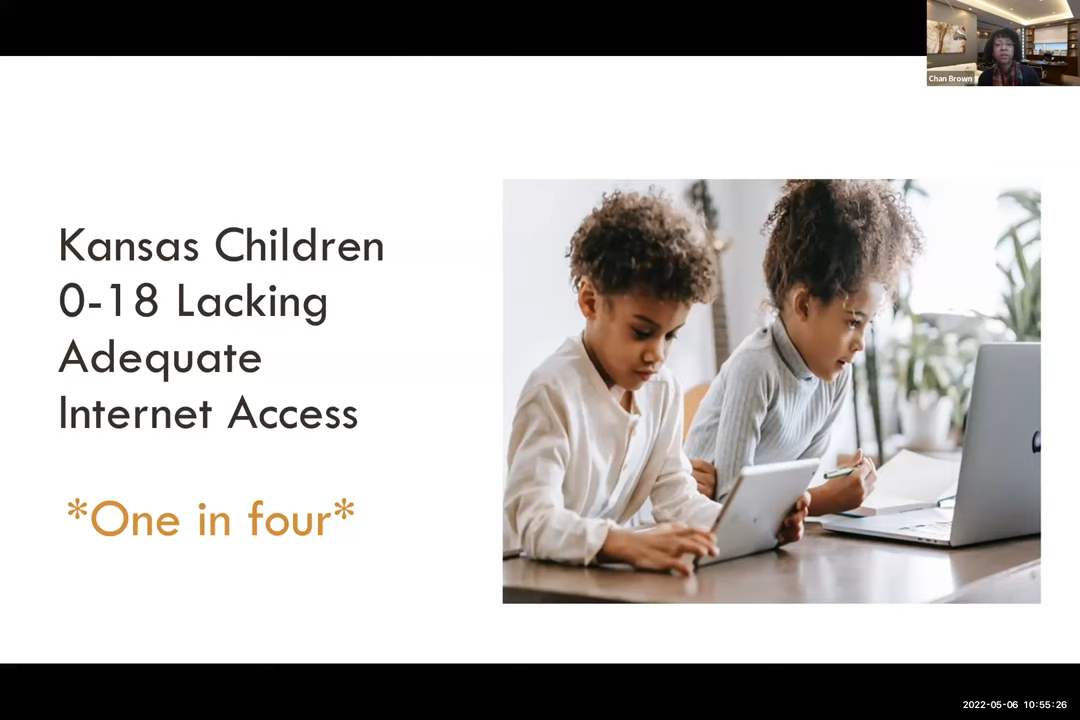 Chan Brown
Kansas Children
0-18 Lacking
Adequate
Internet Access
*One in four*
2022-05-06 10:55:26